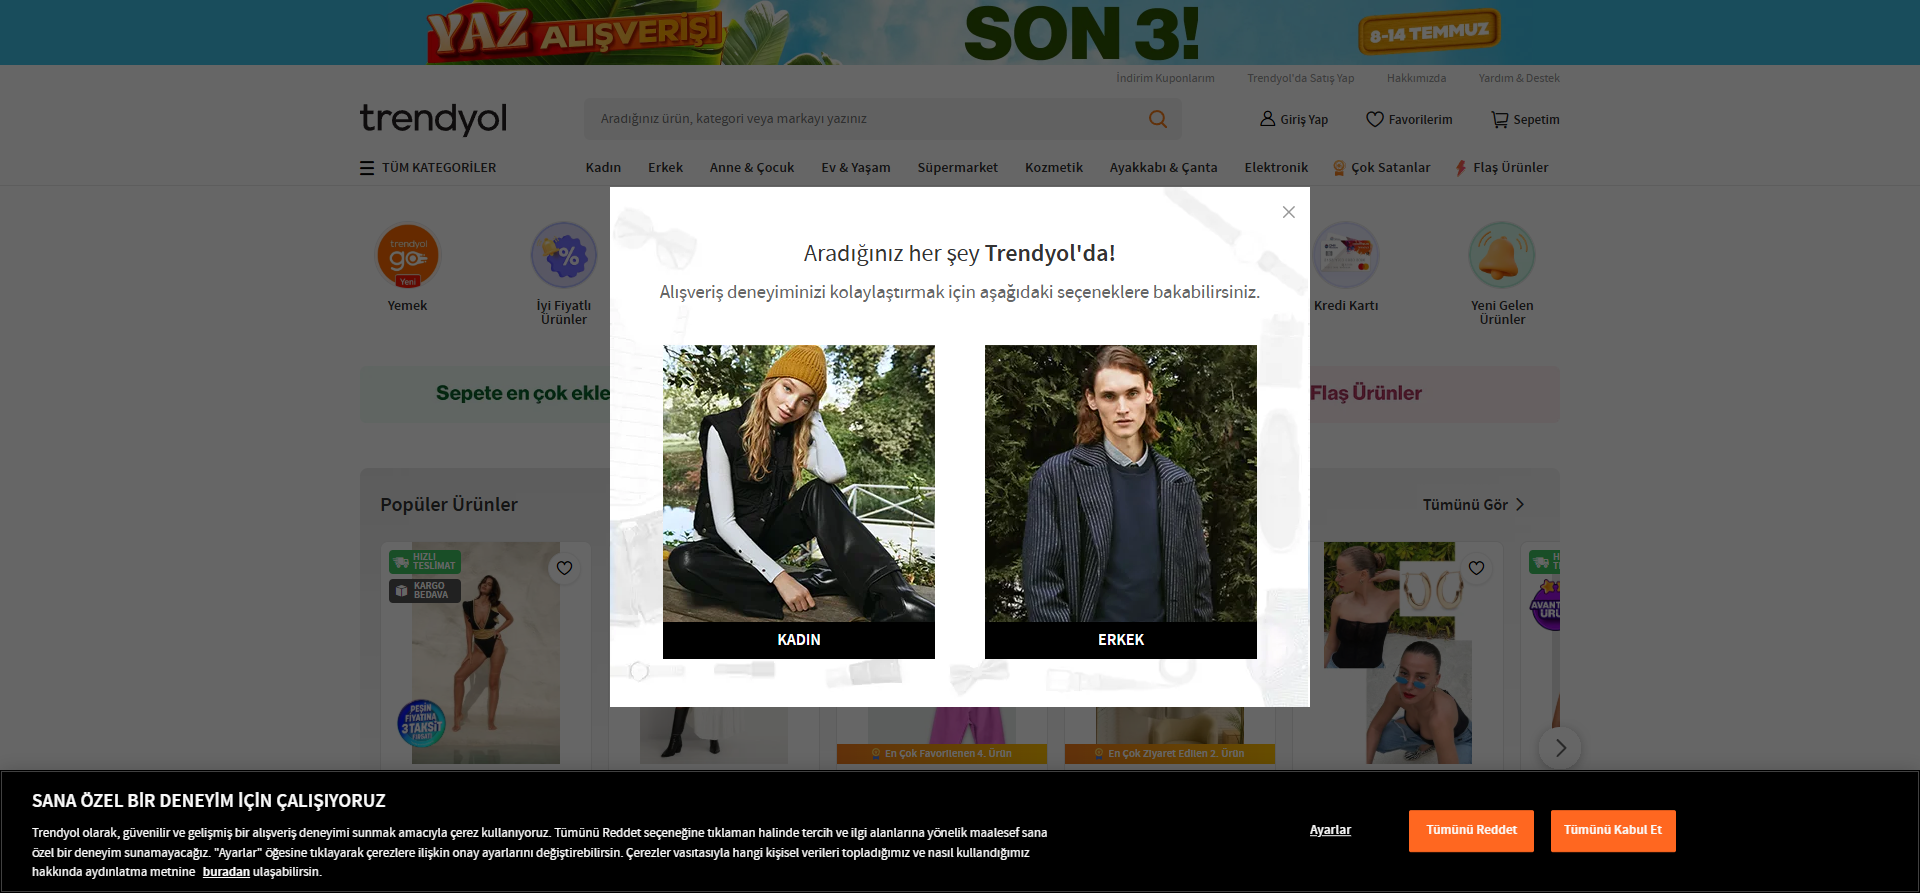 YAZ ALIŞVERİŞİ
SON 3!
8-14 TEMMUZ
İndirim Kuponlarım
Trendyol'da Satış Yap
Hakkımızda
Yardım & Destek
trendyol
Aradığınız ürün, kategori veya markayı yazınız
Giriş Yap
Favorilerim
Sepetim
TÜM KATEGORİLER
Kadın
Erkek
Anne & Çocuk
Ev & Yaşam
Süpermarket
Kozmetik
Ayakkabı & Çanta
Elektronik
Çok Satanlar
Flaş Ürünler
trendyol
go
Yeni
Yemek
%
İyi Fiyatlı
Ürünler
Kredi Kartı
Yeni Gelen
Ürünler
Aradığınız her şey Trendyol'da!
Alışveriş deneyiminizi kolaylaştırmak için aşağıdaki seçeneklere bakabilirsiniz.
KADIN
ERKEK
Sepete en çok ekle
Flaş Ürünler
Popüler Ürünler
Tümünü Gör
HIZLI
TESLİMAT
KARGO
BEDAVA
PEŞİN
FİYATINA
3 TAKSİT
FIRSATI
En Çok Favorilenen 4. Ürün
En Çok Ziyaret Edilen 2. Ürün
SANA ÖZEL BİR DENEYİM İÇİN ÇALIŞIYORUZ
Trendyol olarak, güvenilir ve gelişmiş bir alışveriş deneyimi sunmak amacıyla çerez kullanıyoruz. Tümünü Reddet seçeneğine tıklaman halinde tercih ve ilgi alanlarına yönelik maalesef sana
özel bir deneyim sunamayacağız. "Ayarlar" öğesine tıklayarak çerezlere ilişkin onay ayarlarını değiştirebilirsin. Çerezler vasıtasıyla hangi kişisel verileri topladığımız ve nasıl kullandığımız
hakkında aydınlatma metnine buradan ulaşabilirsin.
Ayarlar
Tümünü Reddet
Tümünü Kabul Et